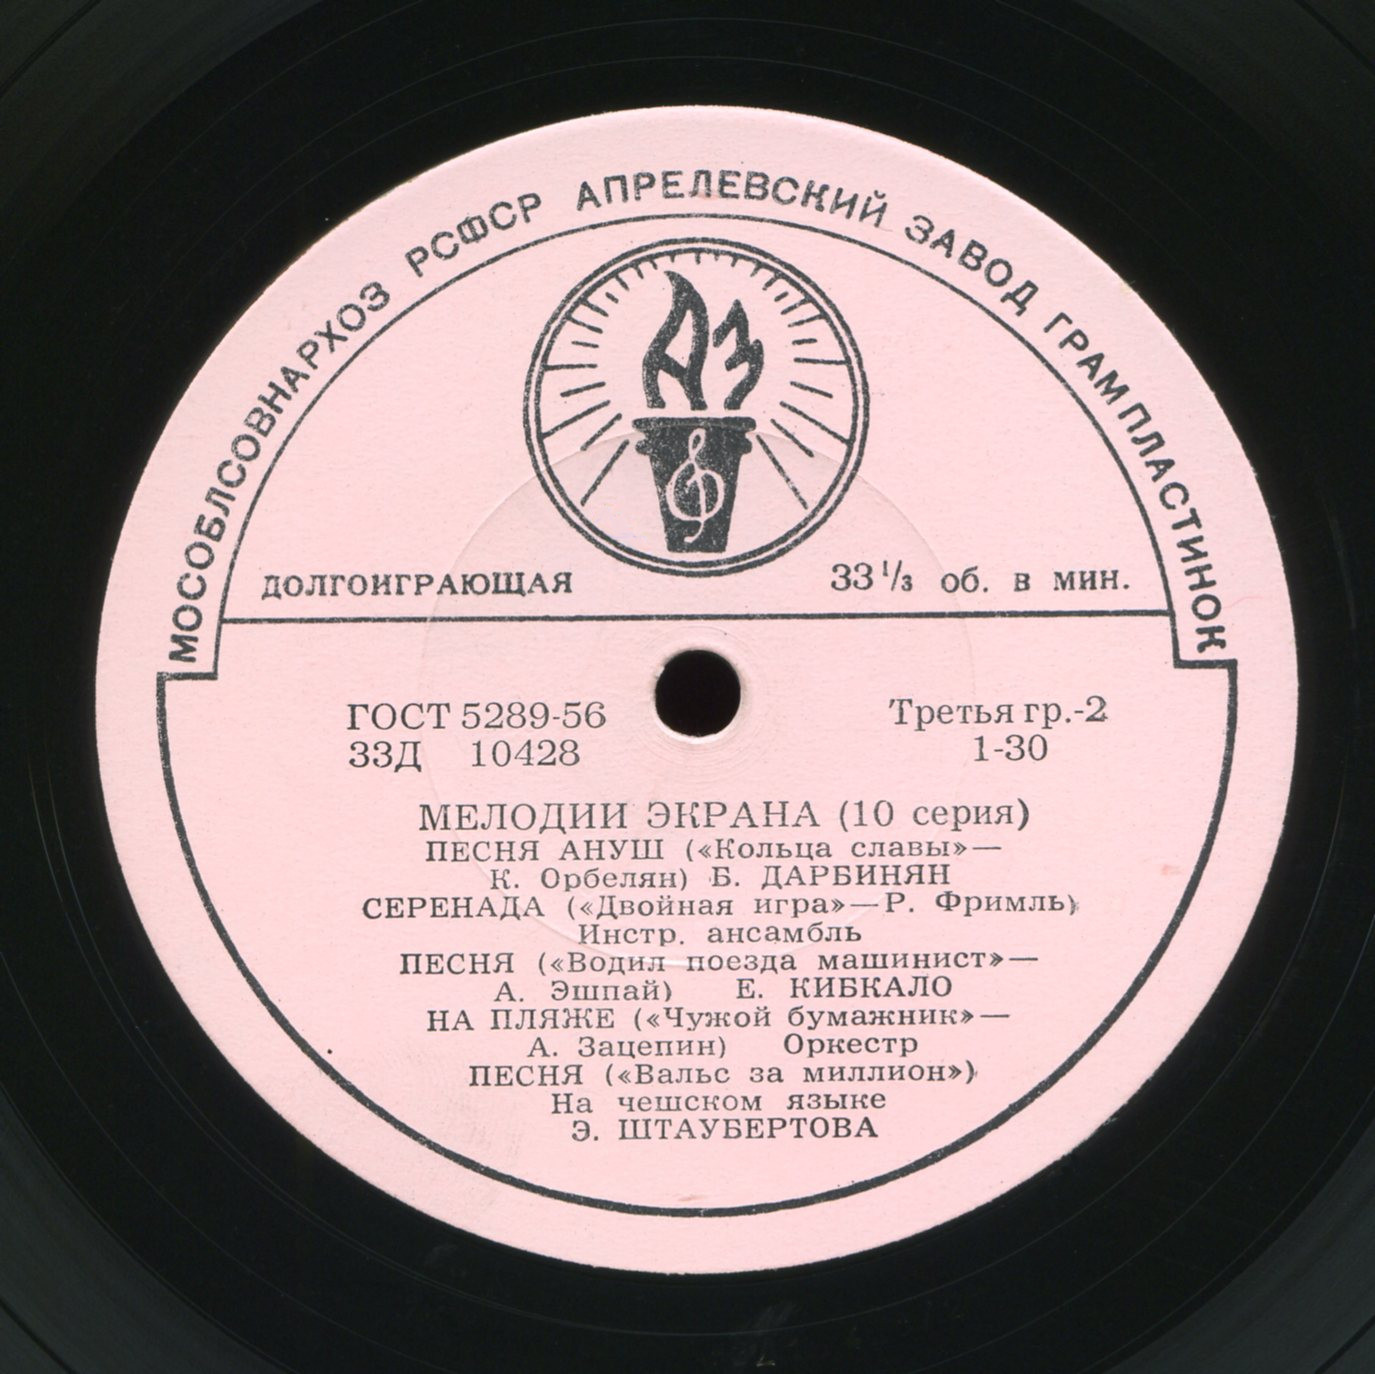 МОСОБЛСОВНАРХОЗ РСФСР АПРЕЛЕВСКИЙ ЗАВОД ГРАМПЛАСТИНОК
АЗ
ДОЛГОИГРАЮЩАЯ 33 1/3 об. в мин.
ГОСТ 5289-56 Третья гр.-2
33Д 10428 1-30
МЕЛОДИИ ЭКРАНА (10 серия)
ПЕСНЯ АНУШ («Кольца славы»—
К. Орбелян) Б. ДАРБИНЯН
СЕРЕНАДА («Двойная игра»—Р. Фримль)
Инстр. ансамбль
ПЕСНЯ («Водил поезда машинист»—
А. Эшпай) Е. КИБКАЛО
НА ПЛЯЖЕ («Чужой бумажник»—
А. Зацепин) Оркестр
ПЕСНЯ («Вальс за миллион»)
На чешском языке
Э. ШТАУБЕРТОВА